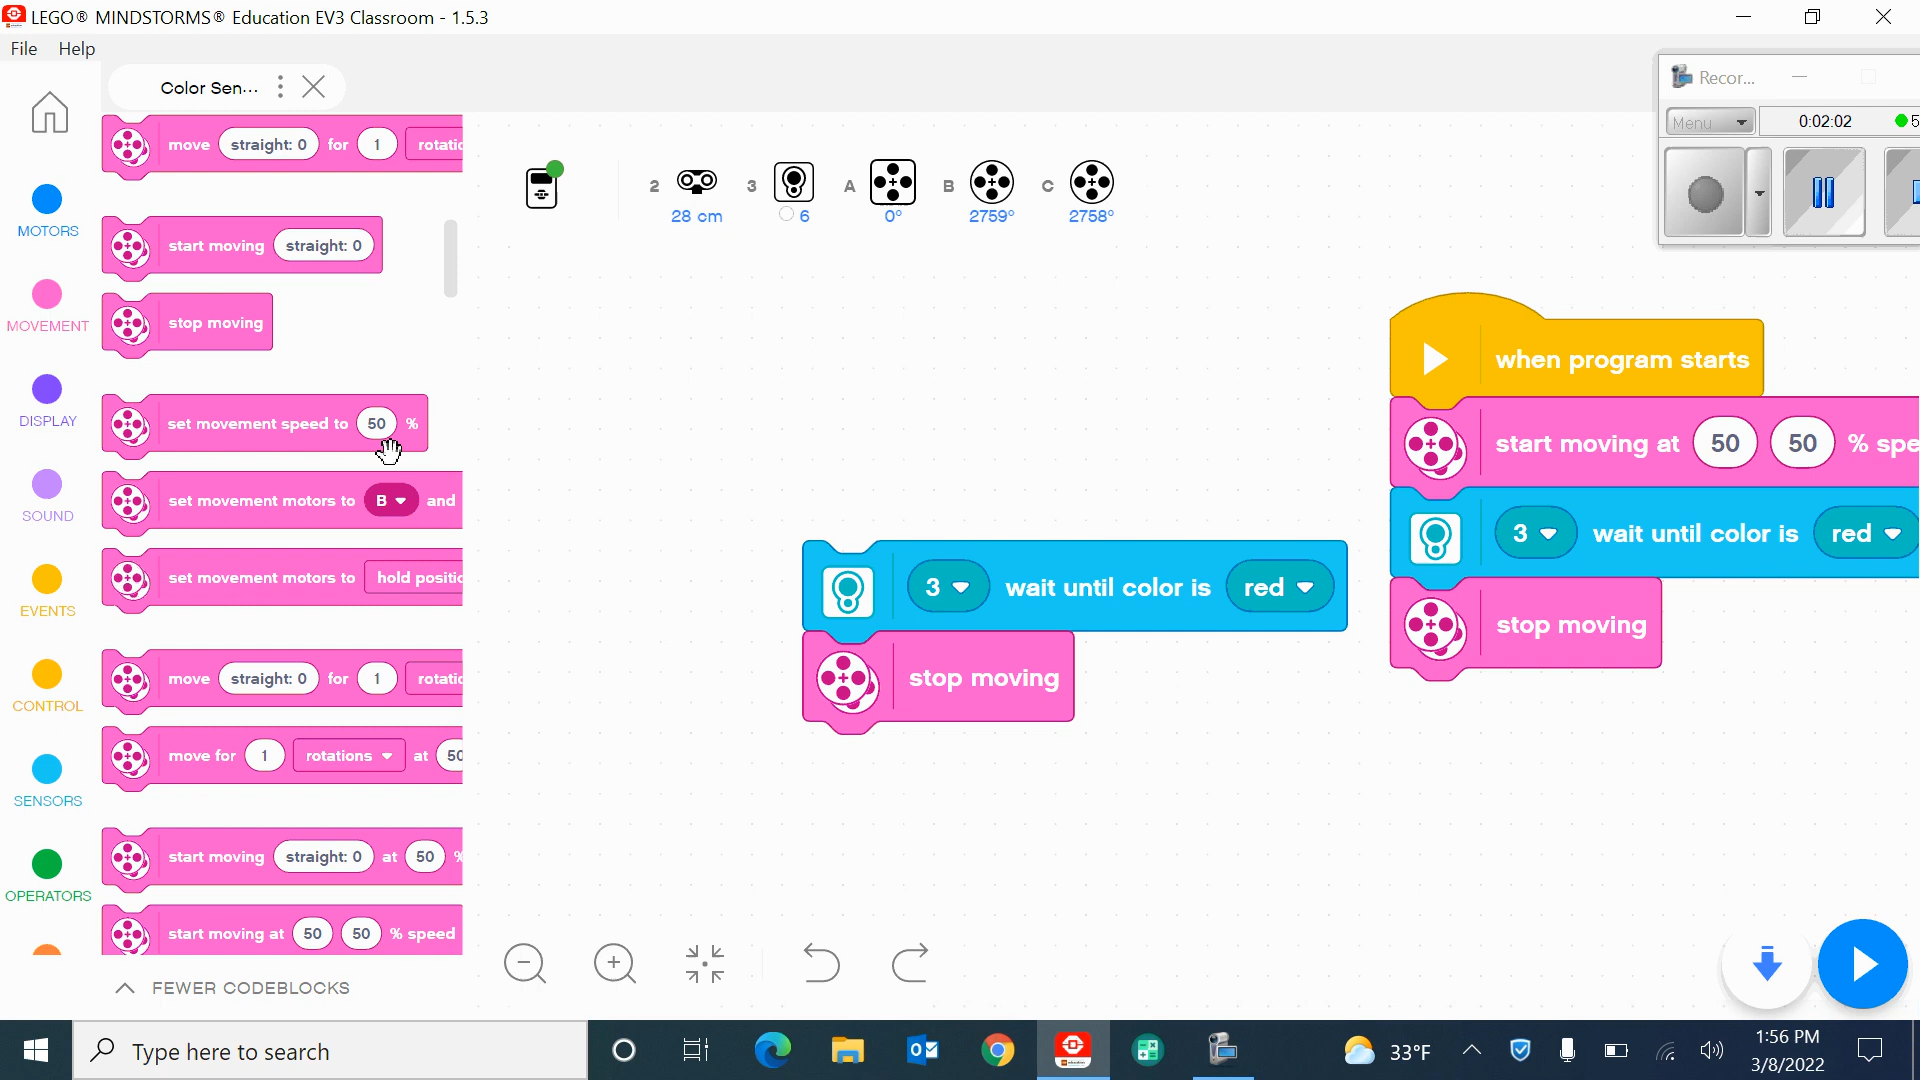 LEGO® MINDSTORMS® Education EV3 Classroom - 1.5.3
File Help
Color Sen...
Recor...
Menu 0:02:02 5
MOTORS
MOVEMENT
DISPLAY
SOUND
EVENTS
CONTROL
SENSORS
OPERATORS
move straight: 0 for 1 rotatic
start moving straight: 0
stop moving
set movement speed to 50 %
set movement motors to B and
set movement motors to hold positic
move straight: 0 for 1 rotatic
move for 1 rotations at 50
start moving straight: 0 at 50 %
start moving at 50 50 % speed
FEWER CODEBLOCKS
2 3 A B C
28 cm 6 0° 2759° 2758°
wait until color is red
3
stop moving
when program starts
start moving at 50 50 % spe
3 wait until color is red
stop moving
Type here to search
33°F
1:56 PM
3/8/2022